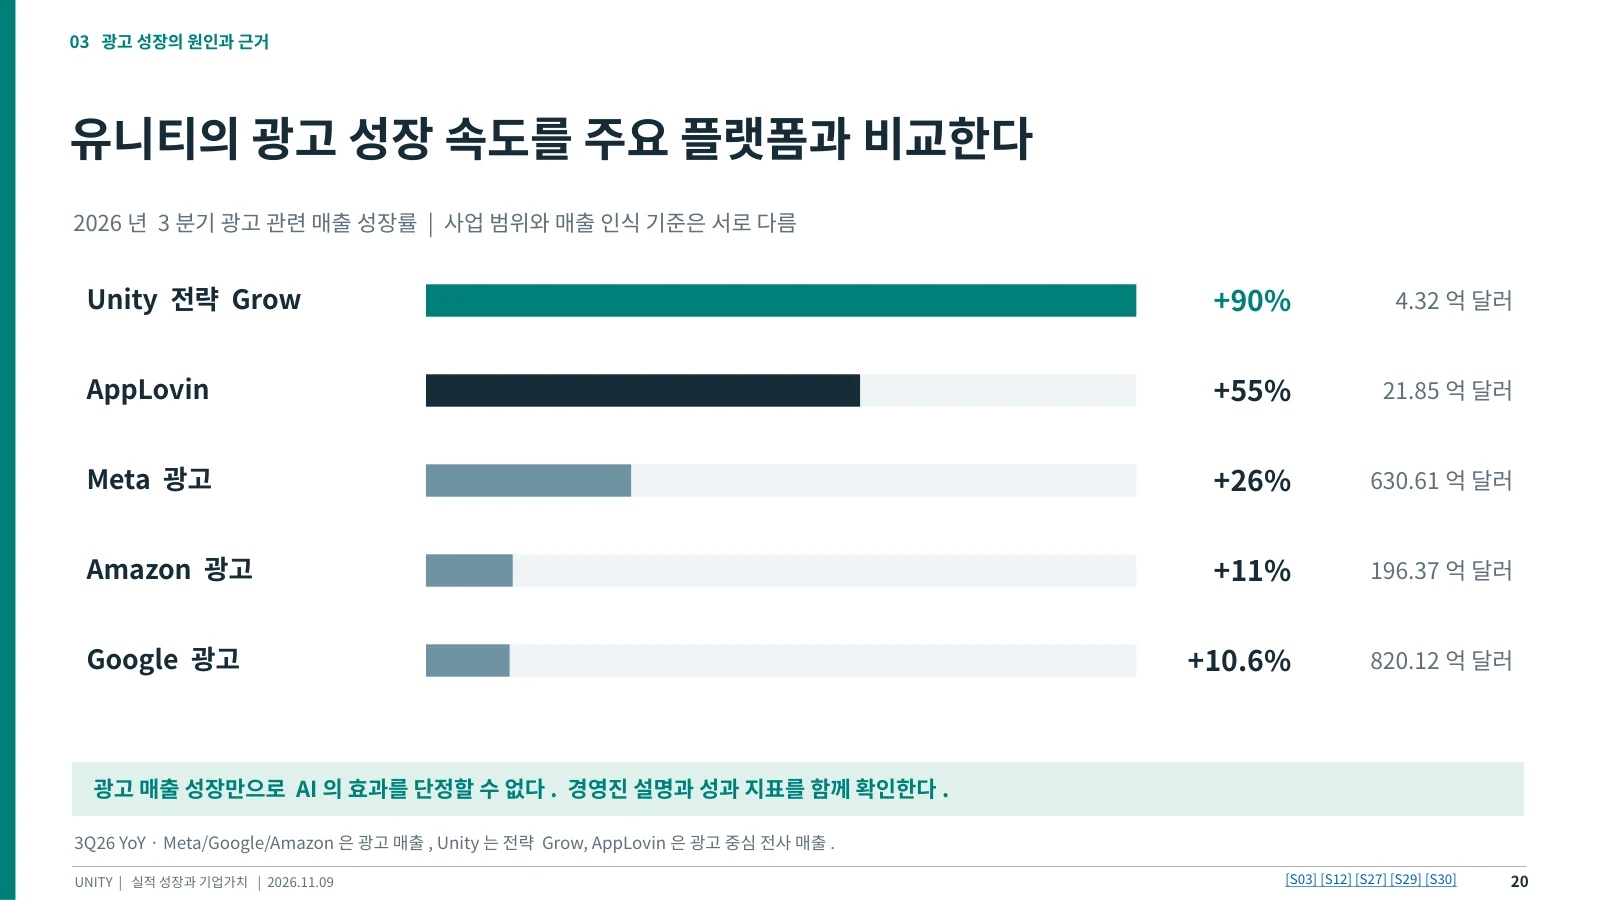 03 광고 성장의 원인과 근거
유니티의 광고 성장 속도를 주요 플랫폼과 비교한다
2026 년 3 분기 광고 관련 매출 성장률 | 사업 범위와 매출 인식 기준은 서로 다름
Unity 전략 Grow +90% 4.32 억 달러
AppLovin +55% 21.85 억 달러
Meta 광고 +26% 630.61 억 달러
Amazon 광고 +11% 196.37 억 달러
Google 광고 +10.6% 820.12 억 달러
광고 매출 성장만으로 AI 의 효과를 단정할 수 없다 . 경영진 설명과 성과 지표를 함께 확인한다 .
3Q26 YoY · Meta/Google/Amazon 은 광고 매출 , Unity 는 전략 Grow, AppLovin 은 광고 중심 전사 매출 .
UNITY | 실적 성장과 기업가치 | 2026.11.09 [S03] [S12] [S27] [S29] [S30] 20